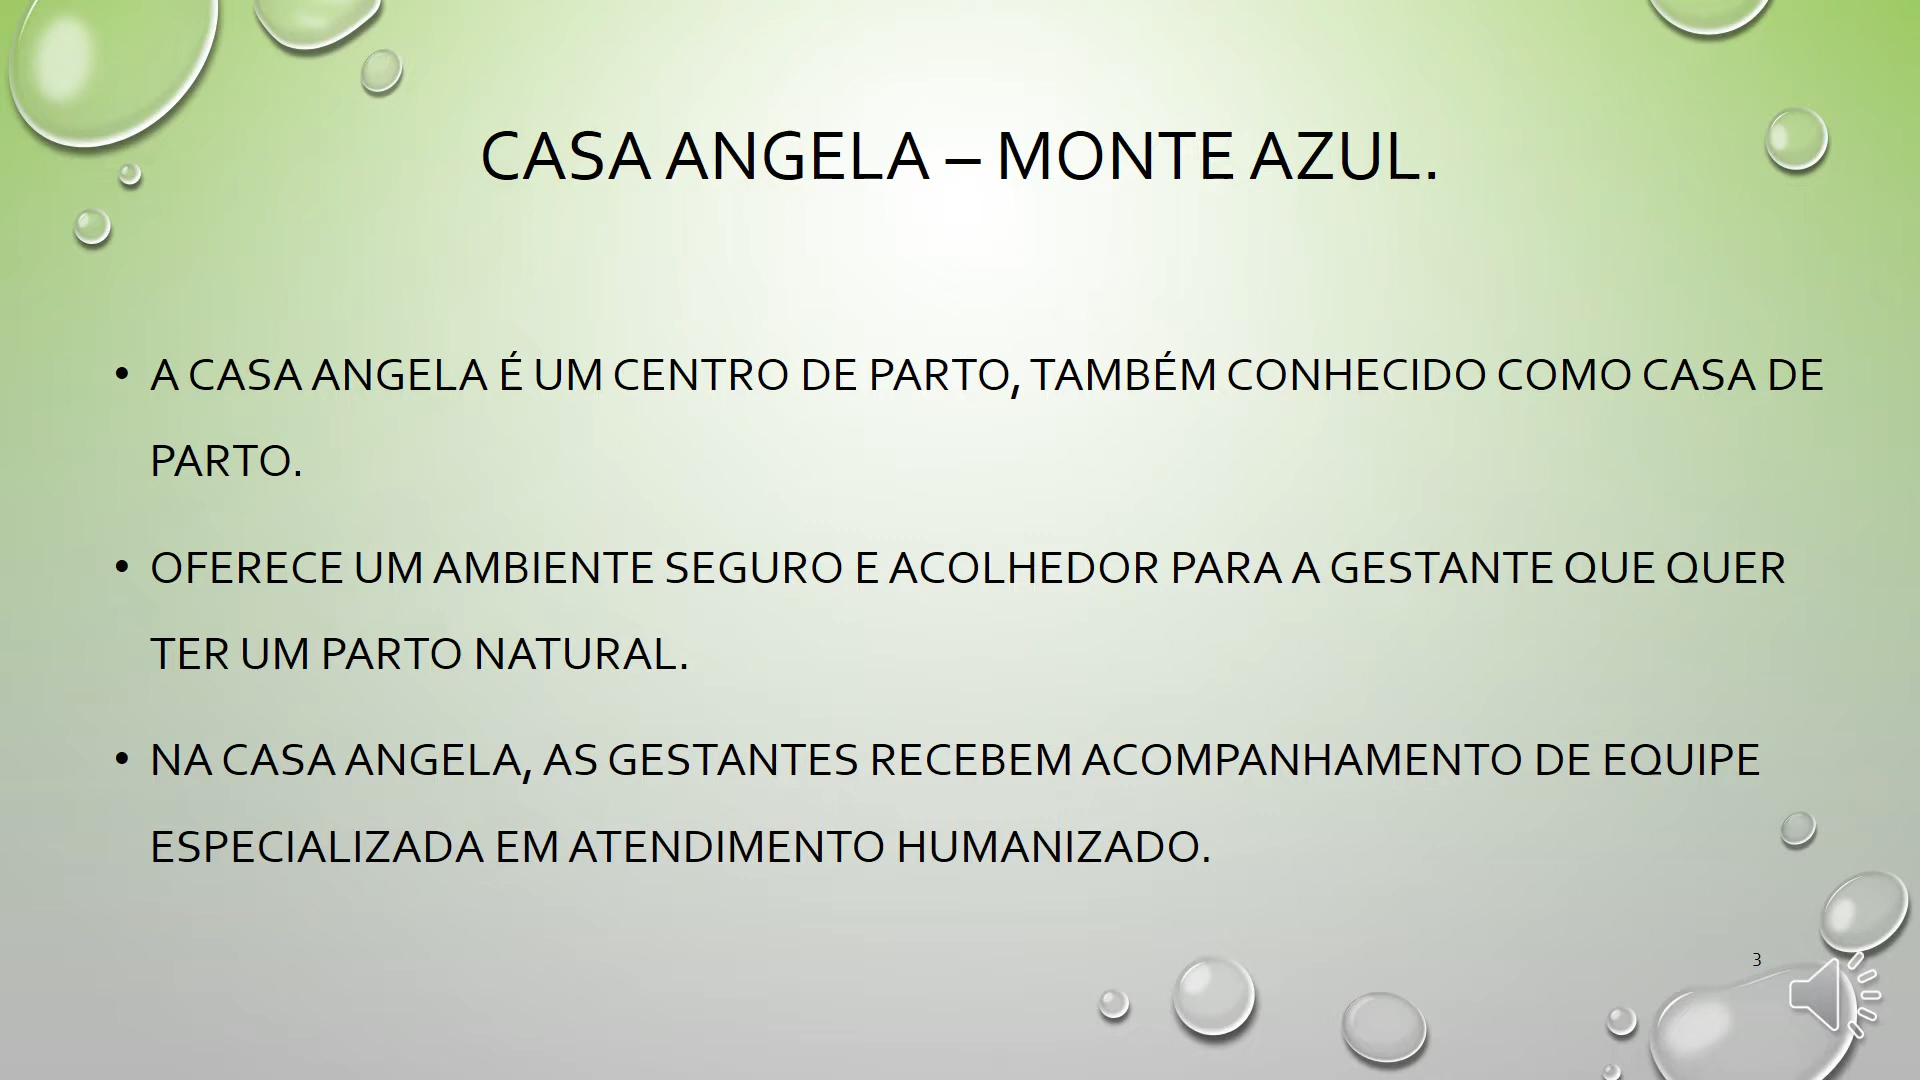 CASA ANGELA – MONTE AZUL.
• A CASA ANGELA É UM CENTRO DE PARTO, TAMBÉM CONHECIDO COMO CASA DE
PARTO.
• OFERECE UM AMBIENTE SEGURO E ACOLHEDOR PARA A GESTANTE QUE QUER
TER UM PARTO NATURAL.
• NA CASA ANGELA, AS GESTANTES RECEBEM ACOMPANHAMENTO DE EQUIPE
ESPECIALIZADA EM ATENDIMENTO HUMANIZADO.
3